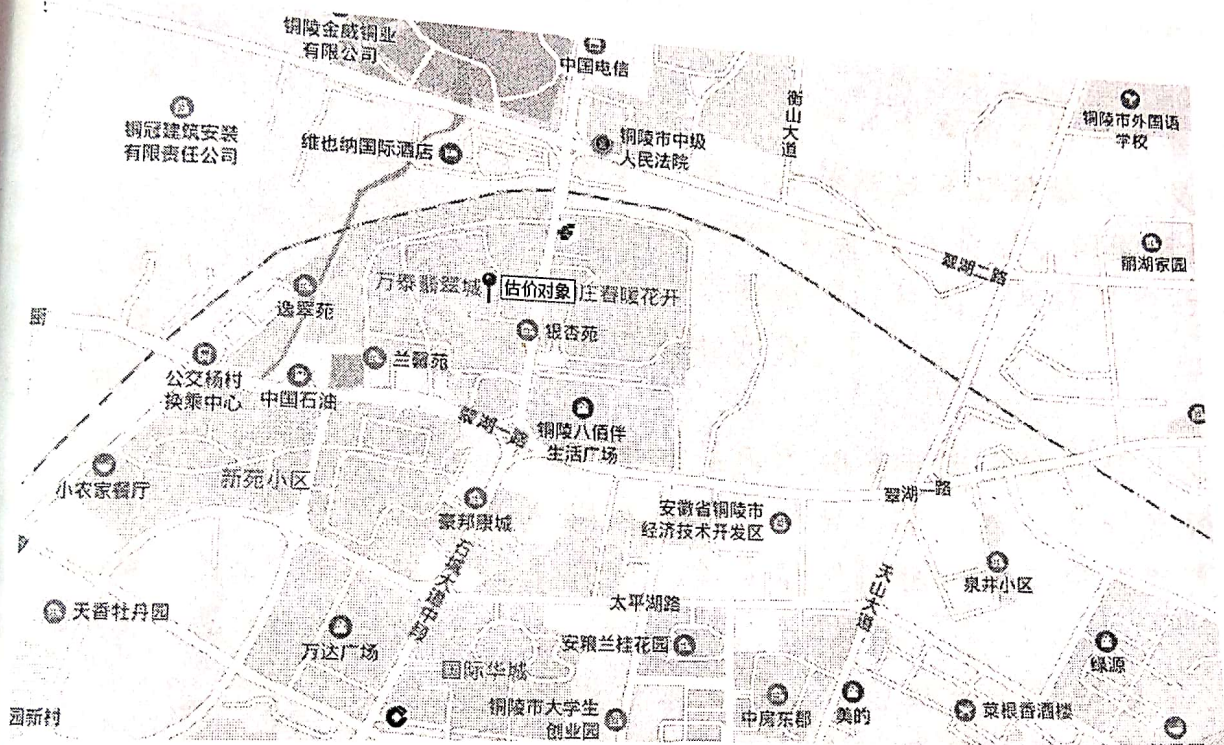 铜陵金威铜业
有限公司
中国电信
衡山大道
铜陵市外国语
学校
铜冠建筑安装
有限责任公司
维也纳国际酒店
铜陵市中级
人民法院
翠湖二路
丽湖家园
万泰翡翠城
估价对象
庄春暖花开
逸翠苑
银杏苑
兰馨苑
公交杨村
换乘中心
中国石油
翠湖一路
铜陵八佰伴
生活广场
小农家餐厅
新苑小区
翠湖一路
豪邦康城
安徽省铜陵市
经济技术开发区
石城大道中段
泉井小区
天香牡丹园
太平湖路
天山大道
万达广场
国际华城
安粮兰桂花园
绿源
园新村
铜陵市大学生
创业园
中房东郡
美的
菜根香酒楼